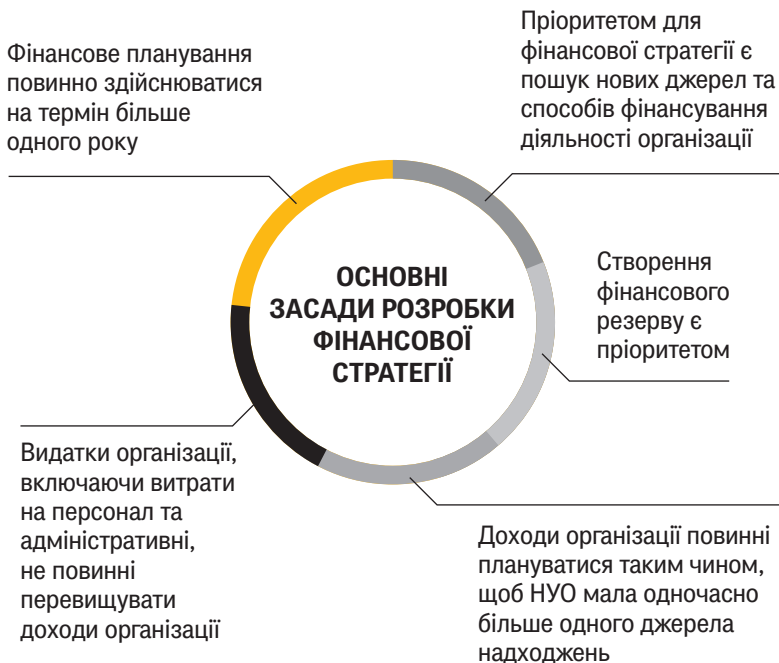 Фінансове планування
повинно здійснюватися
на термін більше
одного року
Пріоритетом для
фінансової стратегії є
пошук нових джерел та
способів фінансування
діяльності організації
ОСНОВНІ
ЗАСАДИ РОЗРОБКИ
ФІНАНСОВОЇ
СТРАТЕГІЇ
Створення
фінансового
резерву є
пріоритетом
Видатки організації,
включаючи витрати
на персонал та
адміністративні,
не повинні
перевищувати
доходи організації
Доходи організації повинні
плануватися таким чином,
щоб НУО мала одночасно
більше одного джерела
надходжень